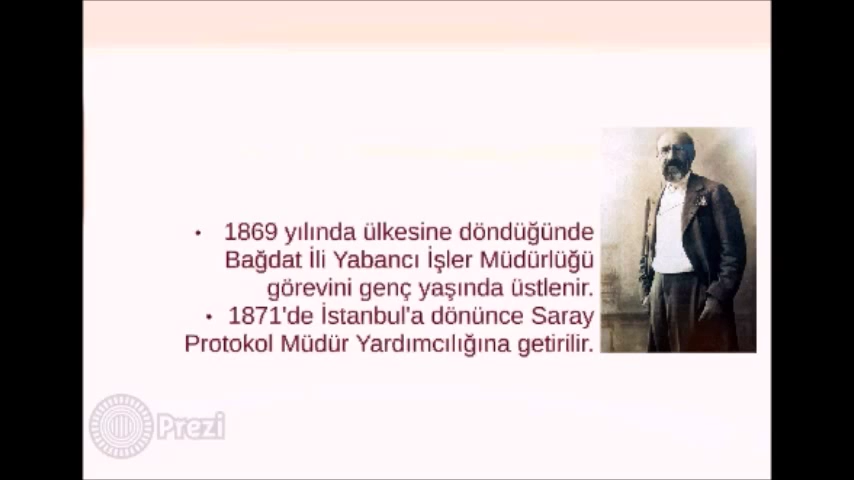 • 1869 yılında ülkesine döndüğünde
Bağdat İli Yabancı İşler Müdürlüğü
görevini genç yaşında üstlenir.
• 1871'de İstanbul'a dönünce Saray
Protokol Müdür Yardımcılığına getirilir.
Prezi